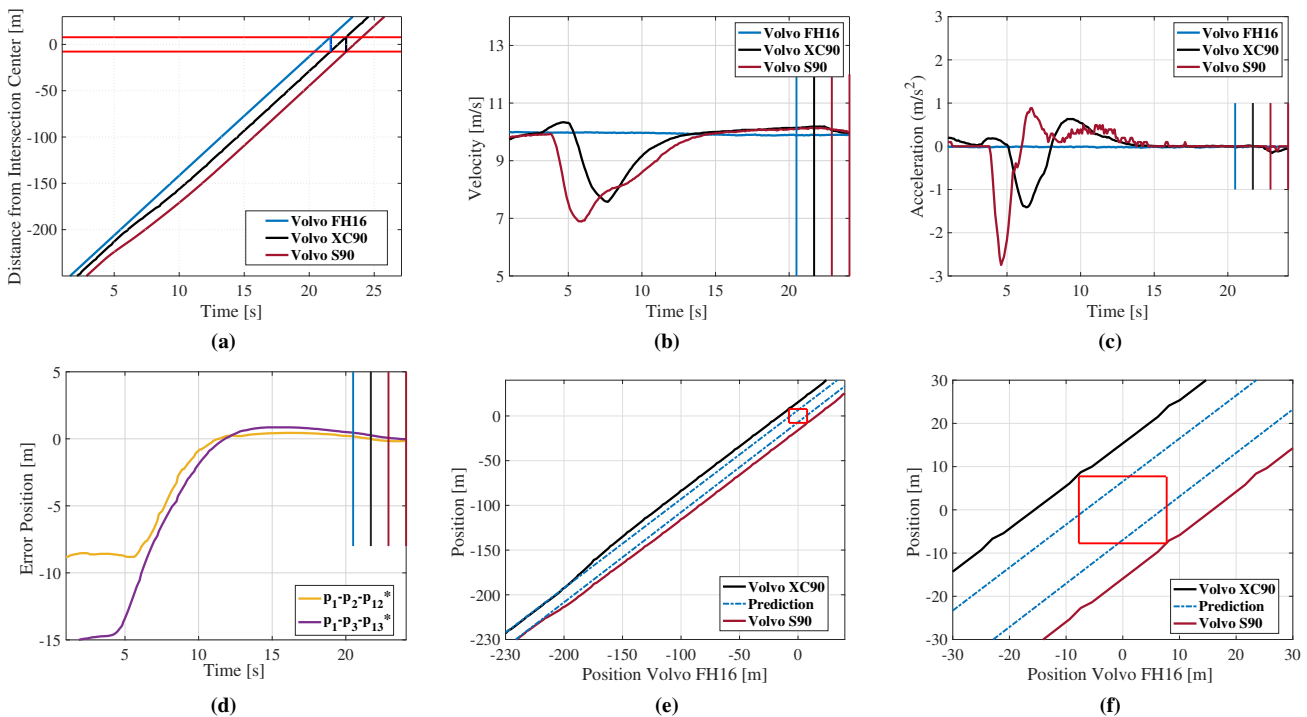 Distance from Intersection Center [m]
0
-50
-100
-150
-200
Volvo FH16
Volvo XC90
Volvo S90
5 10 15 20 25
Time [s]
(a)
Velocity [m/s]
13
11
9
7
5
Volvo FH16
Volvo XC90
Volvo S90
5 10 15 20
Time [s]
(b)
Acceleration (m/s²)
3
2
1
0
-1
-2
-3
Volvo FH16
Volvo XC90
Volvo S90
5 10 15 20
Time [s]
(c)
Error Position [m]
5
0
-5
-10
-15
p₁-p₂-p₁₂*
p₁-p₃-p₁₃*
5 10 15 20
Time [s]
(d)
Position [m]
0
-50
-100
-150
-200
-230
Volvo XC90
Prediction
Volvo S90
-230 -200 -150 -100 -50 0
Position Volvo FH16 [m]
(e)
Position [m]
30
20
10
0
-10
-20
-30
Volvo XC90
Prediction
Volvo S90
-30 -20 -10 0 10 20 30
Position Volvo FH16 [m]
(f)